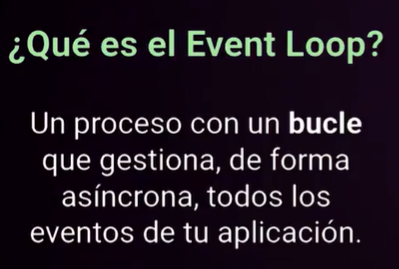 ¿Qué es el Event Loop?
Un proceso con un bucle
que gestiona, de forma
asíncrona, todos los
eventos de tu aplicación.